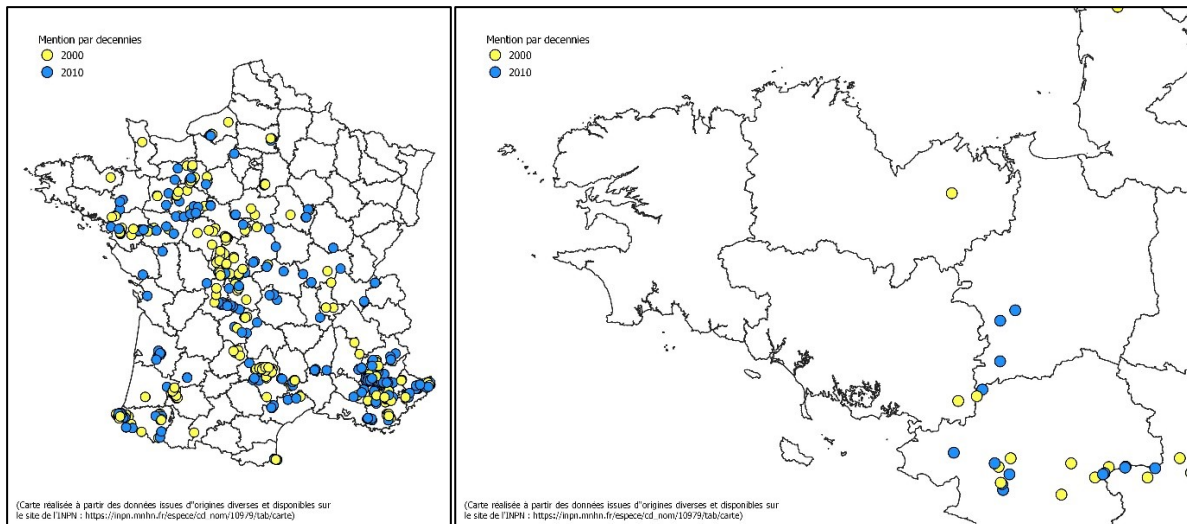 Mention par decennies
2000
2010
(Carte réalisée à partir des données issues d"origines diverses et disponibles sur
le site de l'INPN : https://inpn.mnhn.fr/espece/cd_nom/10979/tab/carte)
Mention par decennies
2000
2010
(Carte réalisée à partir des données issues d"origines diverses et disponibles sur
le site de l'INPN : https://inpn.mnhn.fr/espece/cd_nom/10979/tab/carte)